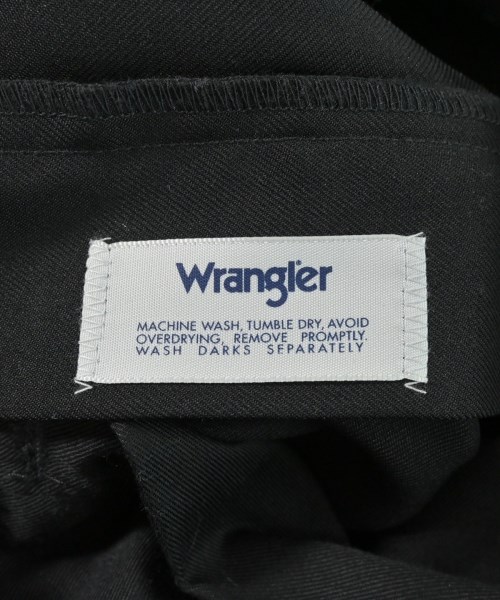 Wrangler
MACHINE WASH, TUMBLE DRY, AVOID
OVERDRYING, REMOVE PROMPTLY.
WASH DARKS SEPARATELY